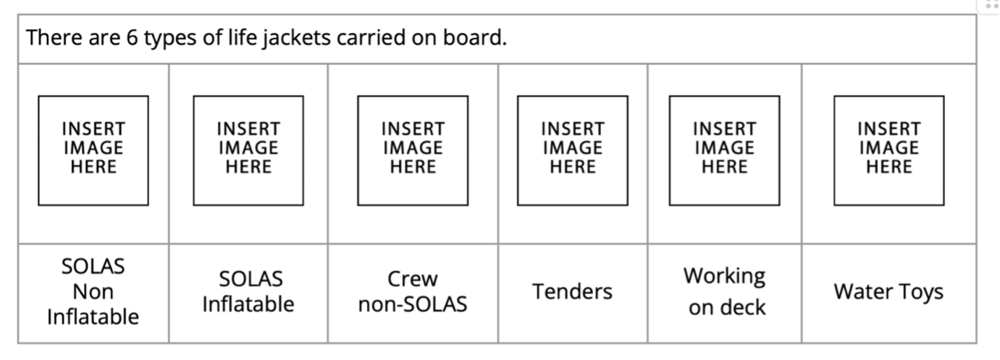 There are 6 types of life jackets carried on board.
INSERT
IMAGE
HERE
INSERT
IMAGE
HERE
INSERT
IMAGE
HERE
INSERT
IMAGE
HERE
INSERT
IMAGE
HERE
INSERT
IMAGE
HERE
SOLAS
Non
Inflatable
SOLAS
Inflatable
Crew
non-SOLAS
Tenders
Working
on deck
Water Toys